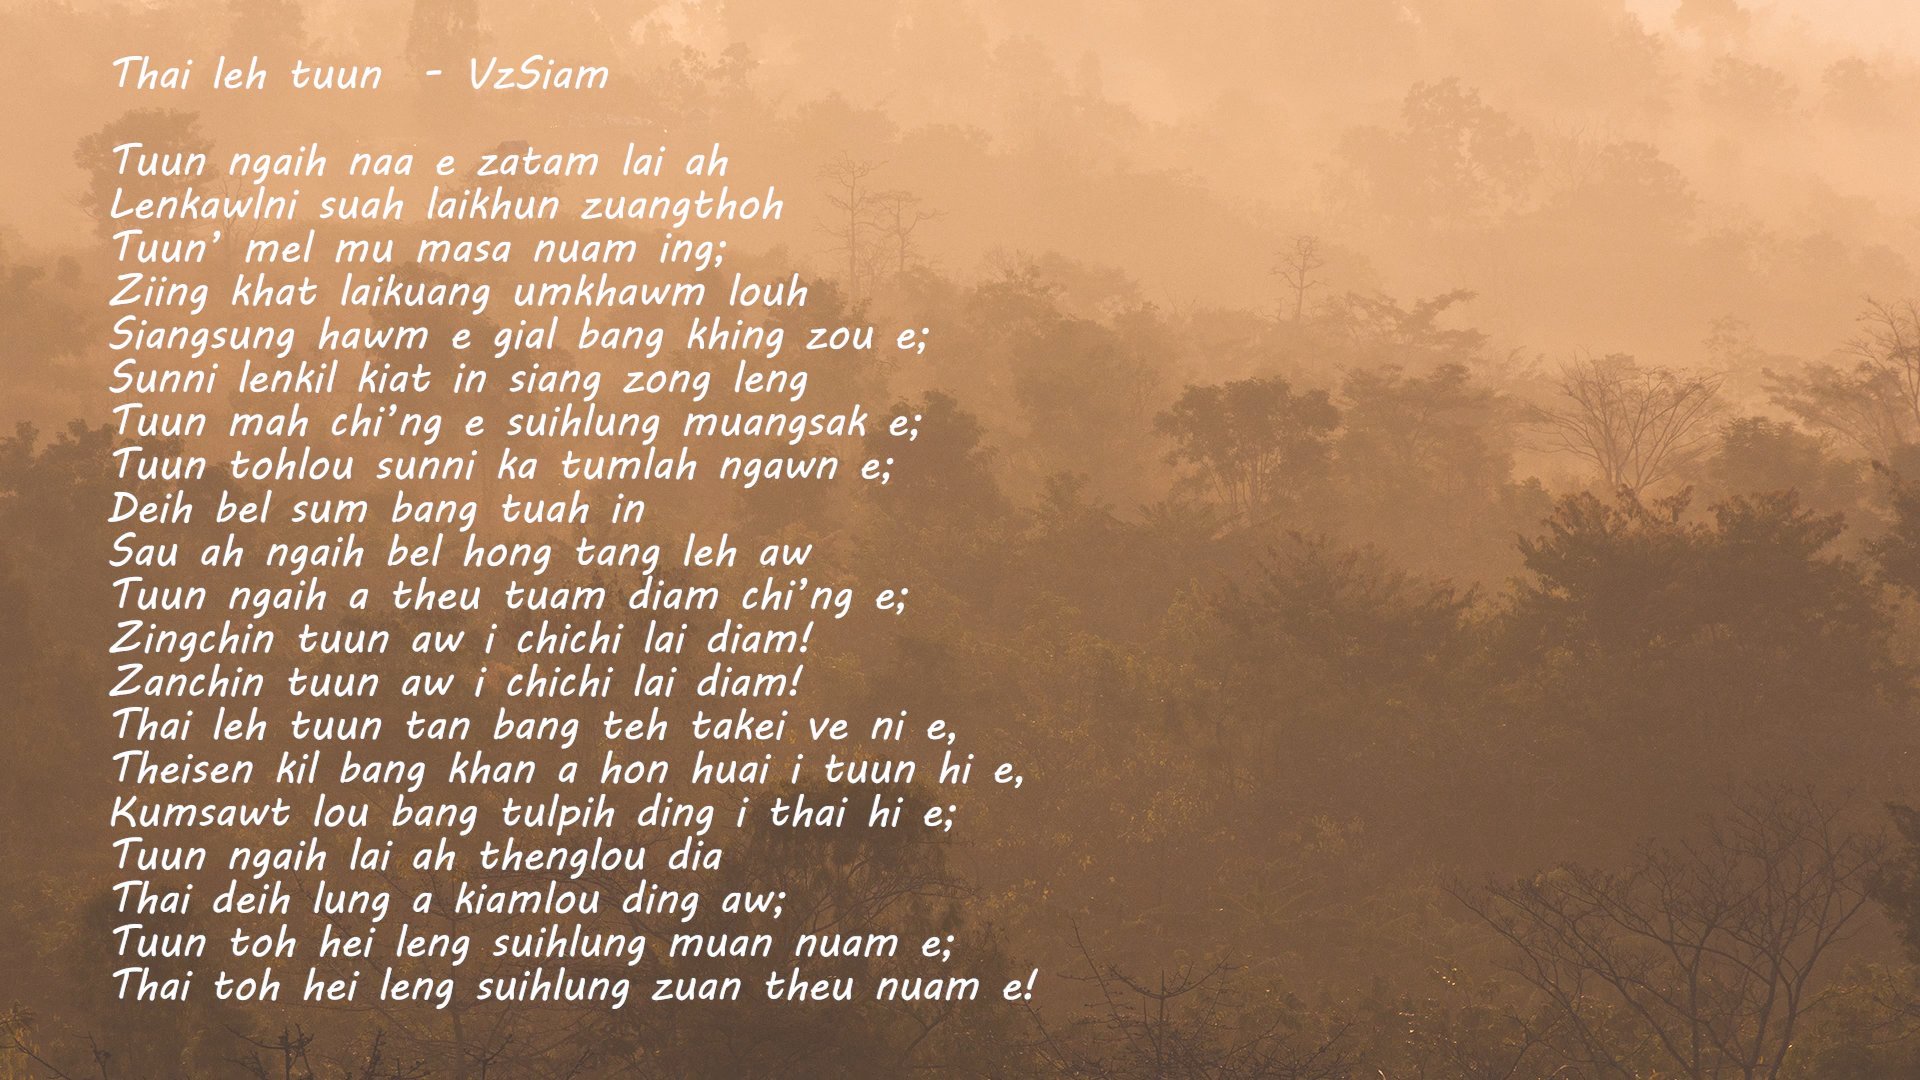 Thai leh tuun - VzSiam
Tuun ngaih naa e zatam lai ah
Lenkawlni suah laikhun zuangthoh
Tuun’ mel mu masa nuam ing;
Ziing khat laikuang umkhawm louh
Siangsung hawm e gial bang khing zou e;
Sunni lenkil kiat in siang zong leng
Tuun mah chi’ng e suihlung muangsak e;
Tuun tohlou sunni ka tumlah ngawn e;
Deih bel sum bang tuah in
Sau ah ngaih bel hong tang leh aw
Tuun ngaih a theu tuam diam chi’ng e;
Zingchin tuun aw i chichi lai diam!
Zanchin tuun aw i chichi lai diam!
Thai leh tuun tan bang teh takei ve ni e,
Theisen kil bang khan a hon huai i tuun hi e,
Kumsawt lou bang tulpih ding i thai hi e;
Tuun ngaih lai ah thenglou dia
Thai deih lung a kiamlou ding aw;
Tuun toh hei leng suihlung muan nuam e;
Thai toh hei leng suihlung zuan theu nuam e!